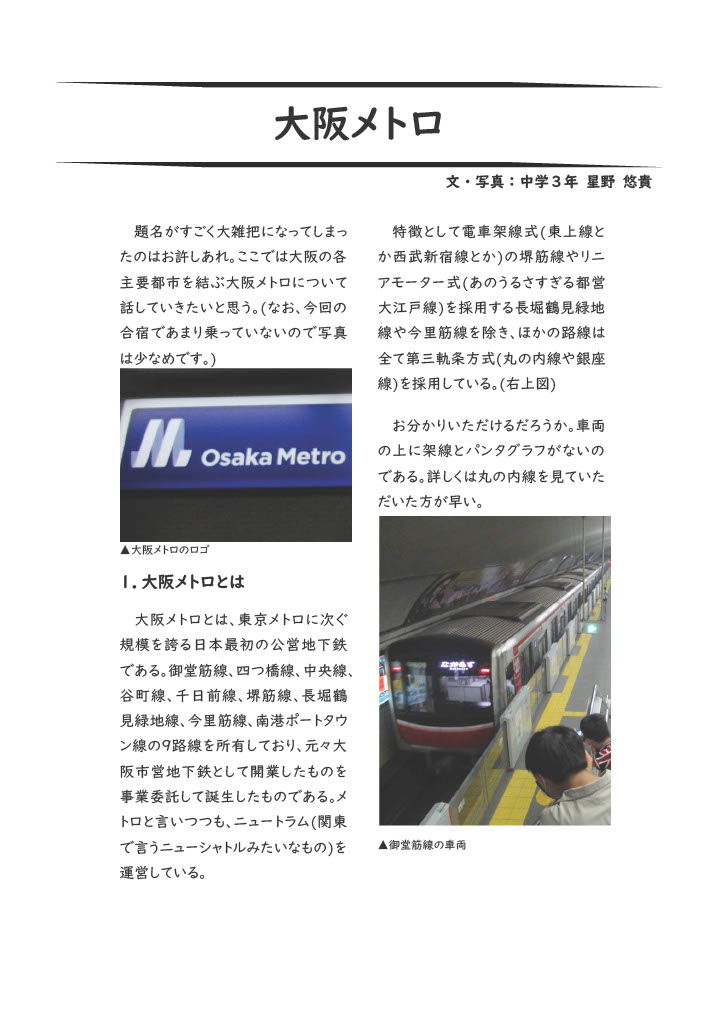 大阪メトロ
文・写真：中学３年 星野 悠貴
題名がすごく大雑把になってしまっ
たのはお許しあれ。ここでは大阪の各
主要都市を結ぶ大阪メトロについて
話していきたいと思う。(なお、今回の
合宿であまり乗っていないので写真
は少なめです。)
Osaka Metro
▲大阪メトロのロゴ
1. 大阪メトロとは
大阪メトロとは、東京メトロに次ぐ
規模を誇る日本最初の公営地下鉄
である。御堂筋線、四つ橋線、中央線、
谷町線、千日前線、堺筋線、長堀鶴
見緑地線、今里筋線、南港ポートタウ
ン線の9路線を所有しており、元々大
阪市営地下鉄として開業したものを
事業委託して誕生したものである。メ
トロと言いつつも、ニュートラム(関東
で言うニューシャトルみたいなもの)を
運営している。
特徴として電車架線式(東上線と
か西武新宿線とか)の堺筋線やリニ
アモーター式(あのうるさすぎる都営
大江戸線)を採用する長堀鶴見緑地
線や今里筋線を除き、ほかの路線は
全て第三軌条方式(丸の内線や銀座
線)を採用している。(右上図)
お分かりいただけるだろうか。車両
の上に架線とパンタグラフがないの
である。詳しくは丸の内線を見ていた
だいた方が早い。
なかもず
▲御堂筋線の車両